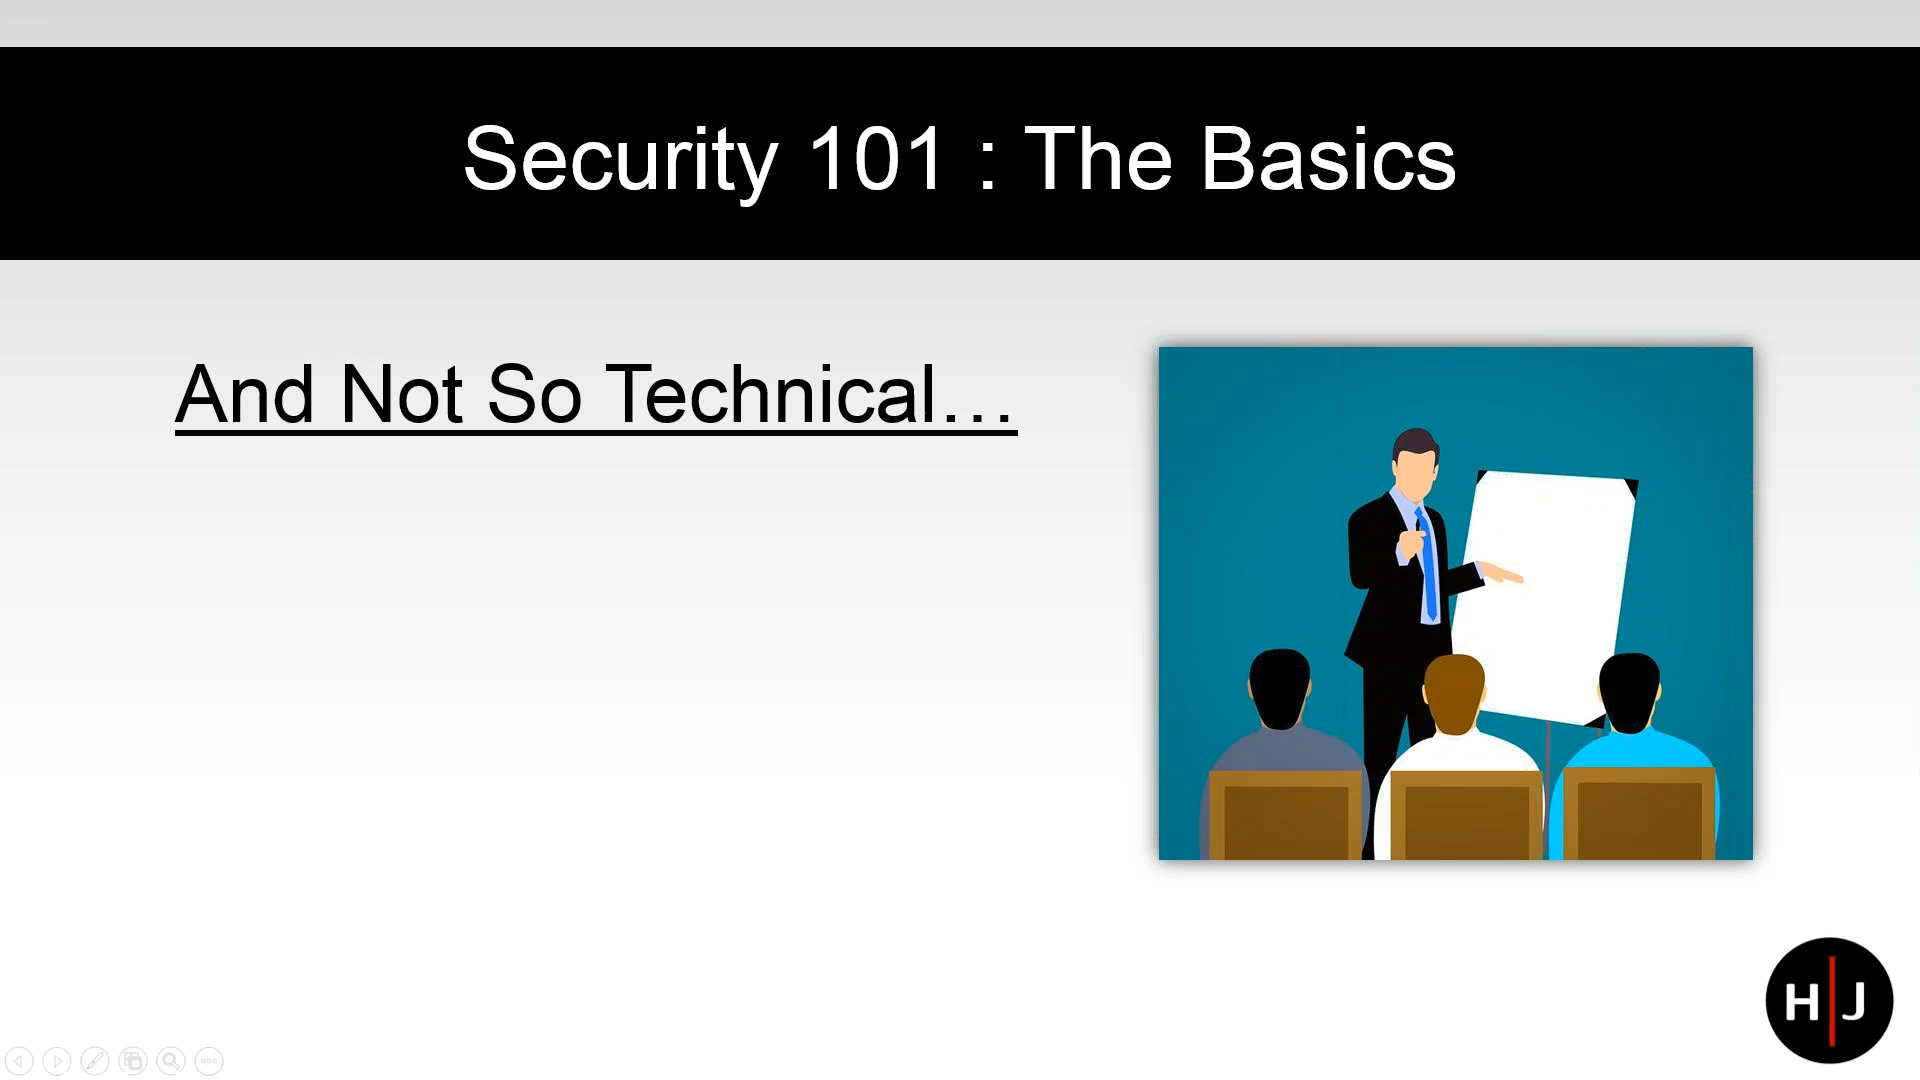 Security 101 : The Basics
And Not So Technical…
H|J